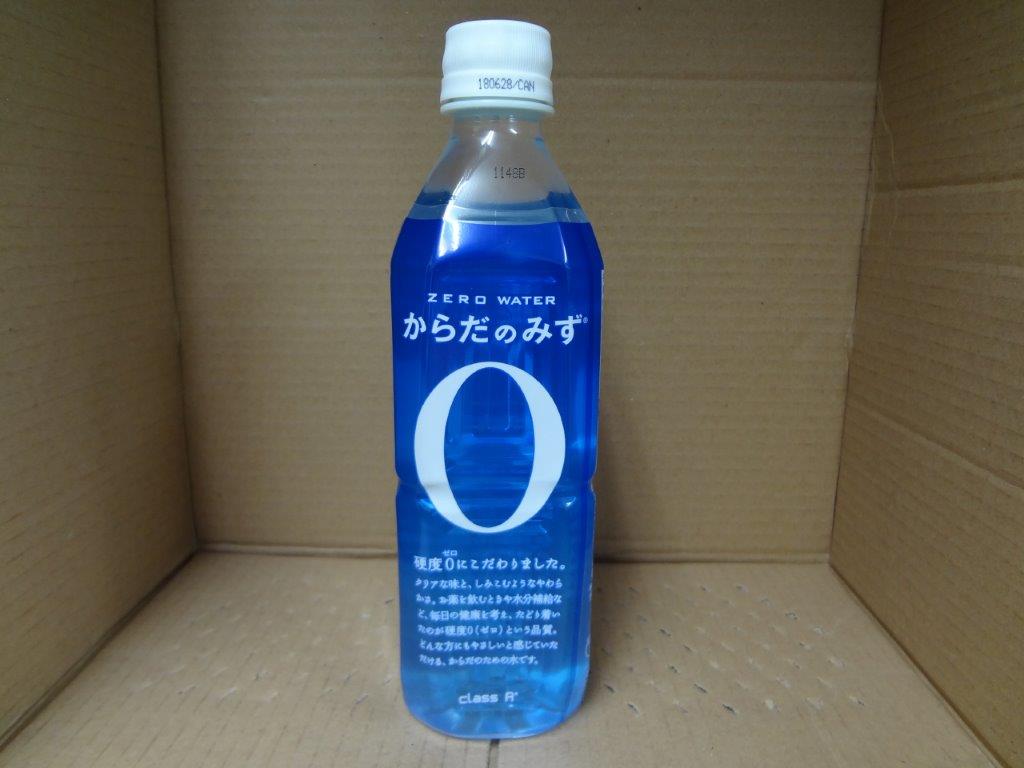 180628/CAN
1148B
ZERO WATER
からだのみず®
0
ゼロ
硬度0にこだわりました。
クリアな味と、しみこむようなやわら
かさ。お薬を飲むときや水分補給な
ど、毎日の健康を考え、たどり着い
たのが硬度0(ゼロ)という品質。
どんな方にもやさしいと感じていた
だける、からだのための水です。
class A+